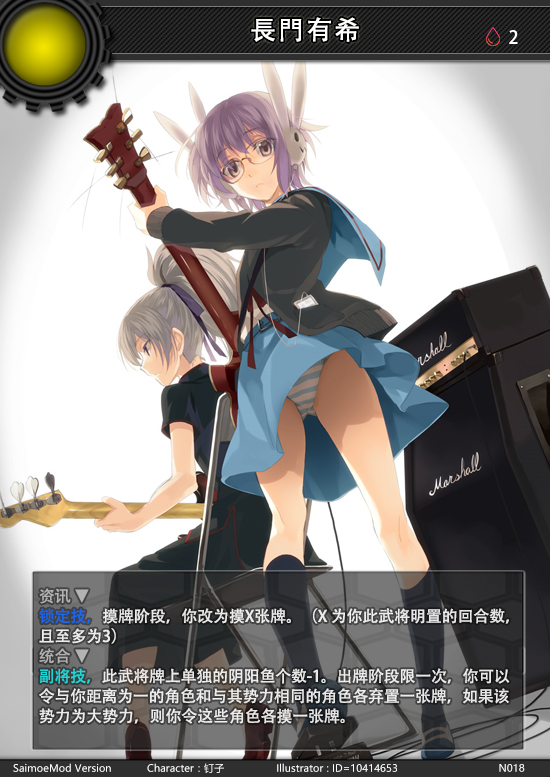 長門有希
2
Marshall
Marshall
资讯▼
锁定技，摸牌阶段，你改为摸X张牌。（X 为你此武将明置的回合数，
且至多为3）
统合▼
副将技，此武将牌上单独的阴阳鱼个数-1。出牌阶段限一次，你可以
令与你距离为一的角色和与其势力相同的角色各弃置一张牌，如果该
势力为大势力，则你令这些角色各摸一张牌。
SaimoeMod Version
Character : 钉子
Illustrator : ID=10414653
N018